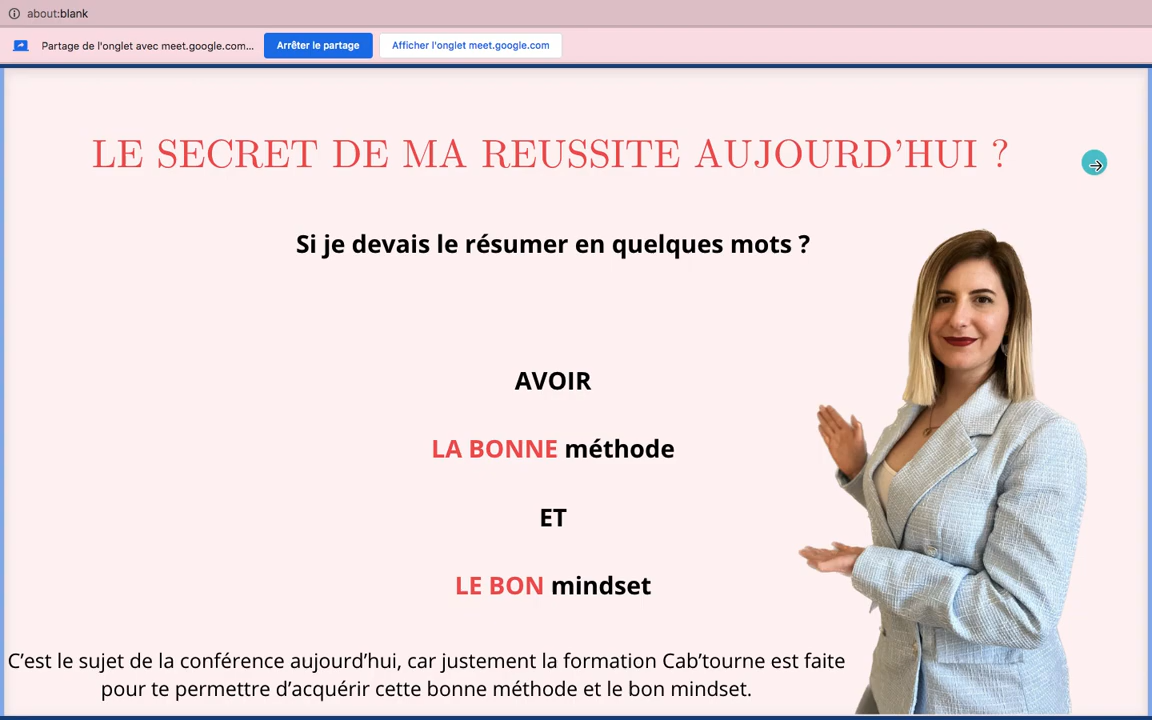 about:blank
Partage de l'onglet avec meet.google.com... Arrêter le partage Afficher l'onglet meet.google.com
LE SECRET DE MA REUSSITE AUJOURD'HUI ?
Si je devais le résumer en quelques mots ?
AVOIR
LA BONNE méthode
ET
LE BON mindset
C'est le sujet de la conférence aujourd'hui, car justement la formation Cab'tourne est faite
pour te permettre d'acquérir cette bonne méthode et le bon mindset.